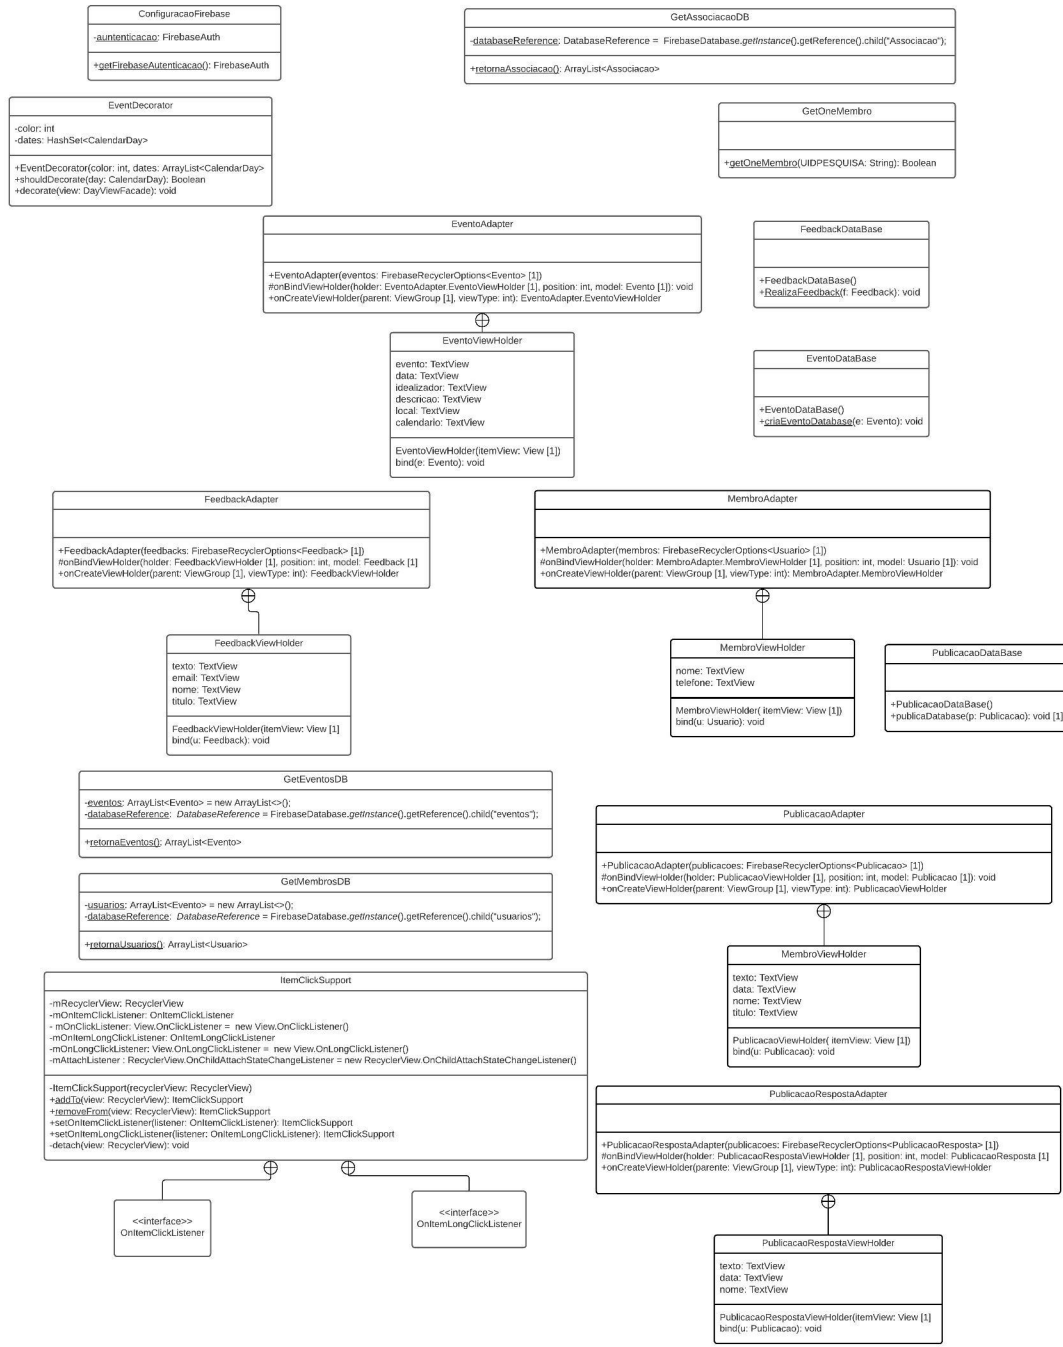 ConfiguracaoFirebase
-auntenticacao: FirebaseAuth
+getFirebaseAutenticacao(): FirebaseAuth
GetAssociacaoDB
-databaseReference: DatabaseReference = FirebaseDatabase.getInstance().getReference().child("Associacao");
+retornaAssociacao(): ArrayList<Associacao>
EventDecorator
-color: int
-dates: HashSet<CalendarDay>
+EventDecorator(color: int, dates: ArrayList<CalendarDay>
+shouldDecorate(day: CalendarDay): Boolean
+decorate(view: DayViewFacade): void
GetOneMembro
+getOneMembro(UIDPESQUISA: String): Boolean
EventoAdapter
+EventoAdapter(eventos: FirebaseRecyclerOptions<Evento> [1])
#onBindViewHolder(holder: EventoAdapter.EventoViewHolder [1], position: int, model: Evento [1]): void
+onCreateViewHolder(parent: ViewGroup [1], viewType: int): EventoAdapter.EventoViewHolder
FeedbackDataBase
+FeedbackDataBase()
+RealizaFeedback(f: Feedback): void
EventoViewHolder
evento: TextView
data: TextView
idealizador: TextView
descricao: TextView
local: TextView
calendario: TextView
EventoViewHolder(itemView: View [1])
bind(e: Evento): void
EventoDataBase
+EventoDataBase()
+criaEventoDatabase(e: Evento): void
FeedbackAdapter
+FeedbackAdapter(feedbacks: FirebaseRecyclerOptions<Feedback> [1])
#onBindViewHolder(holder: FeedbackViewHolder [1], position: int, model: Feedback [1]
+onCreateViewHolder(parent: ViewGroup [1], viewType: int): FeedbackViewHolder
MembroAdapter
+MembroAdapter(membros: FirebaseRecyclerOptions<Usuario> [1])
#onBindViewHolder(holder: MembroAdapter.MembroViewHolder [1], position: int, model: Usuario [1]): void
+onCreateViewHolder(parent: ViewGroup [1], viewType: int): MembroAdapter.MembroViewHolder
FeedbackViewHolder
texto: TextView
email: TextView
nome: TextView
titulo: TextView
FeedbackViewHolder(itemView: View [1]
bind(u: Feedback): void
MembroViewHolder
nome: TextView
telefone: TextView
MembroViewHolder( itemView: View [1])
bind(u: Usuario): void
PublicacaoDataBase
+PublicacaoDataBase()
+publicaDatabase(p: Publicacao): void [1]
GetEventosDB
-eventos: ArrayList<Evento> = new ArrayList<>();
-databaseReference: DatabaseReference = FirebaseDatabase.getInstance().getReference().child("eventos");
+retornaEventos(): ArrayList<Evento>
PublicacaoAdapter
+PublicacaoAdapter(publicacoes: FirebaseRecyclerOptions<Publicacao> [1])
#onBindViewHolder(holder: PublicacaoViewHolder [1], position: int, model: Publicacao [1]): void
+onCreateViewHolder(parent: ViewGroup [1], viewType: int): PublicacaoViewHolder
GetMembrosDB
-usuarios: ArrayList<Evento> = new ArrayList<>();
-databaseReference: DatabaseReference = FirebaseDatabase.getInstance().getReference().child("usuarios");
+retornaUsuarios(): ArrayList<Usuario>
MembroViewHolder
texto: TextView
data: TextView
nome: TextView
titulo: TextView
PublicacaoViewHolder( itemView: View [1])
bind(u: Publicacao): void
ItemClickSupport
-mRecyclerView: RecyclerView
-mOnItemClickListener: OnItemClickListener
- mOnClickListener: View.OnClickListener = new View.OnClickListener()
-mOnItemLongClickListener: OnItemLongClickListener
-mOnLongClickListener: View.OnLongClickListener = new View.OnLongClickListener()
-mAttachListener : RecyclerView.OnChildAttachStateChangeListener = new RecyclerView.OnChildAttachStateChangeListener()
-ItemClickSupport(recyclerView: RecyclerView)
+addTo(view: RecyclerView): ItemClickSupport
+removeFrom(view: RecyclerView): ItemClickSupport
+setOnItemClickListener(listener: OnItemClickListener): ItemClickSupport
+setOnItemLongClickListener(listener: OnItemLongClickListener): ItemClickSupport
-detach(view: RecyclerView): void
PublicacaoRespostaAdapter
+PublicacaoRespostaAdapter(publicacoes: FirebaseRecyclerOptions<PublicacaoResposta> [1])
#onBindViewHolder(holder: PublicacaoRespostaViewHolder [1], position: int, model: PublicacaoResposta [1]
+onCreateViewHolder(parente: ViewGroup [1], viewType: int): PublicacaoRespostaViewHolder
<<interface>>
OnItemClickListener
<<interface>>
OnItemLongClickListener
PublicacaoRespostaViewHolder
texto: TextView
data: TextView
nome: TextView
PublicacaoRespostaViewHolder(itemView: View [1]
bind(u: Publicacao): void